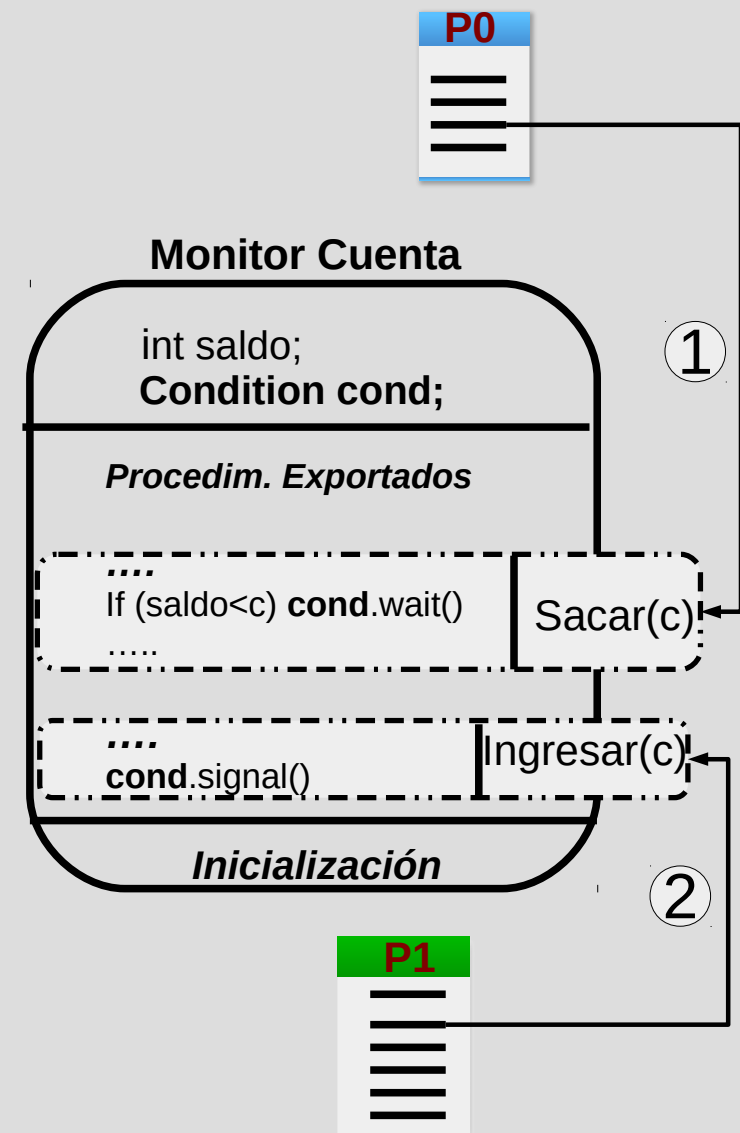 P0
Monitor Cuenta
int saldo;
Condition cond;
1
Procedim. Exportados
....
If (saldo<c) cond.wait()
.....
Sacar(c)
....
cond.signal()
Ingresar(c)
Inicialización
2
P1